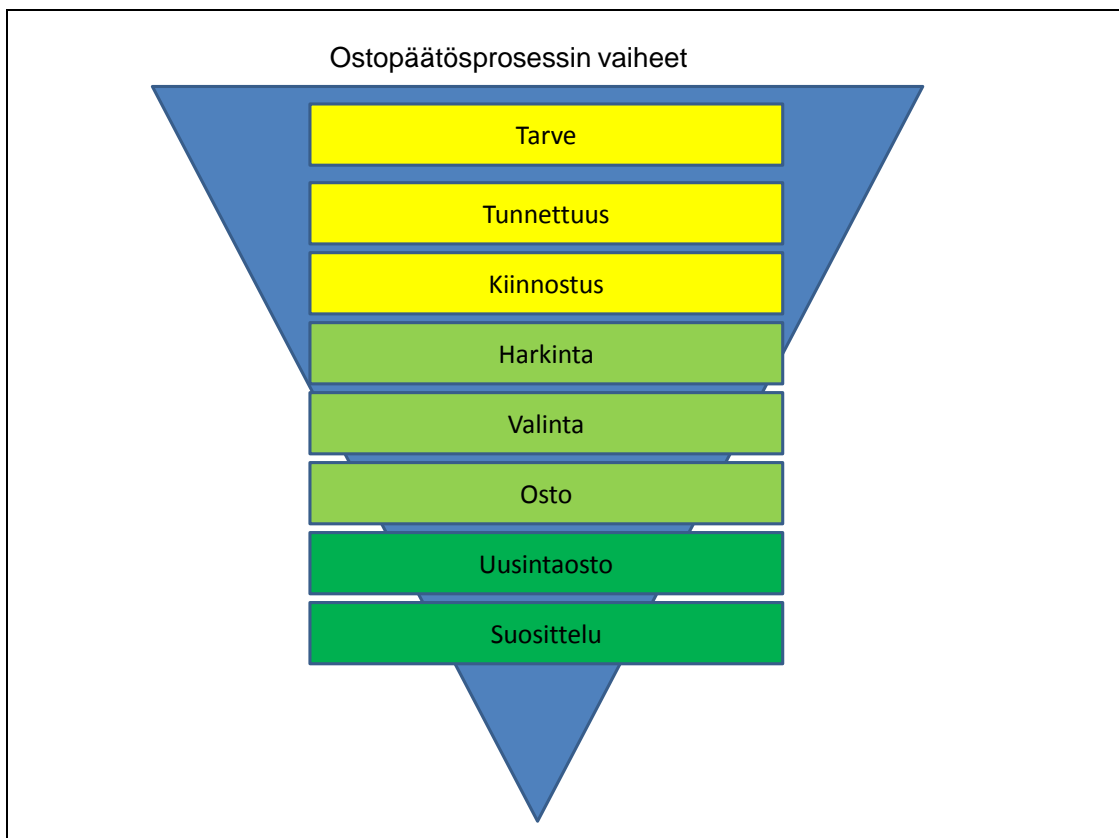 Ostopäätösprosessin vaiheet
Tarve
Tunnettuus
Kiinnostus
Harkinta
Valinta
Osto
Uusintaosto
Suosittelu